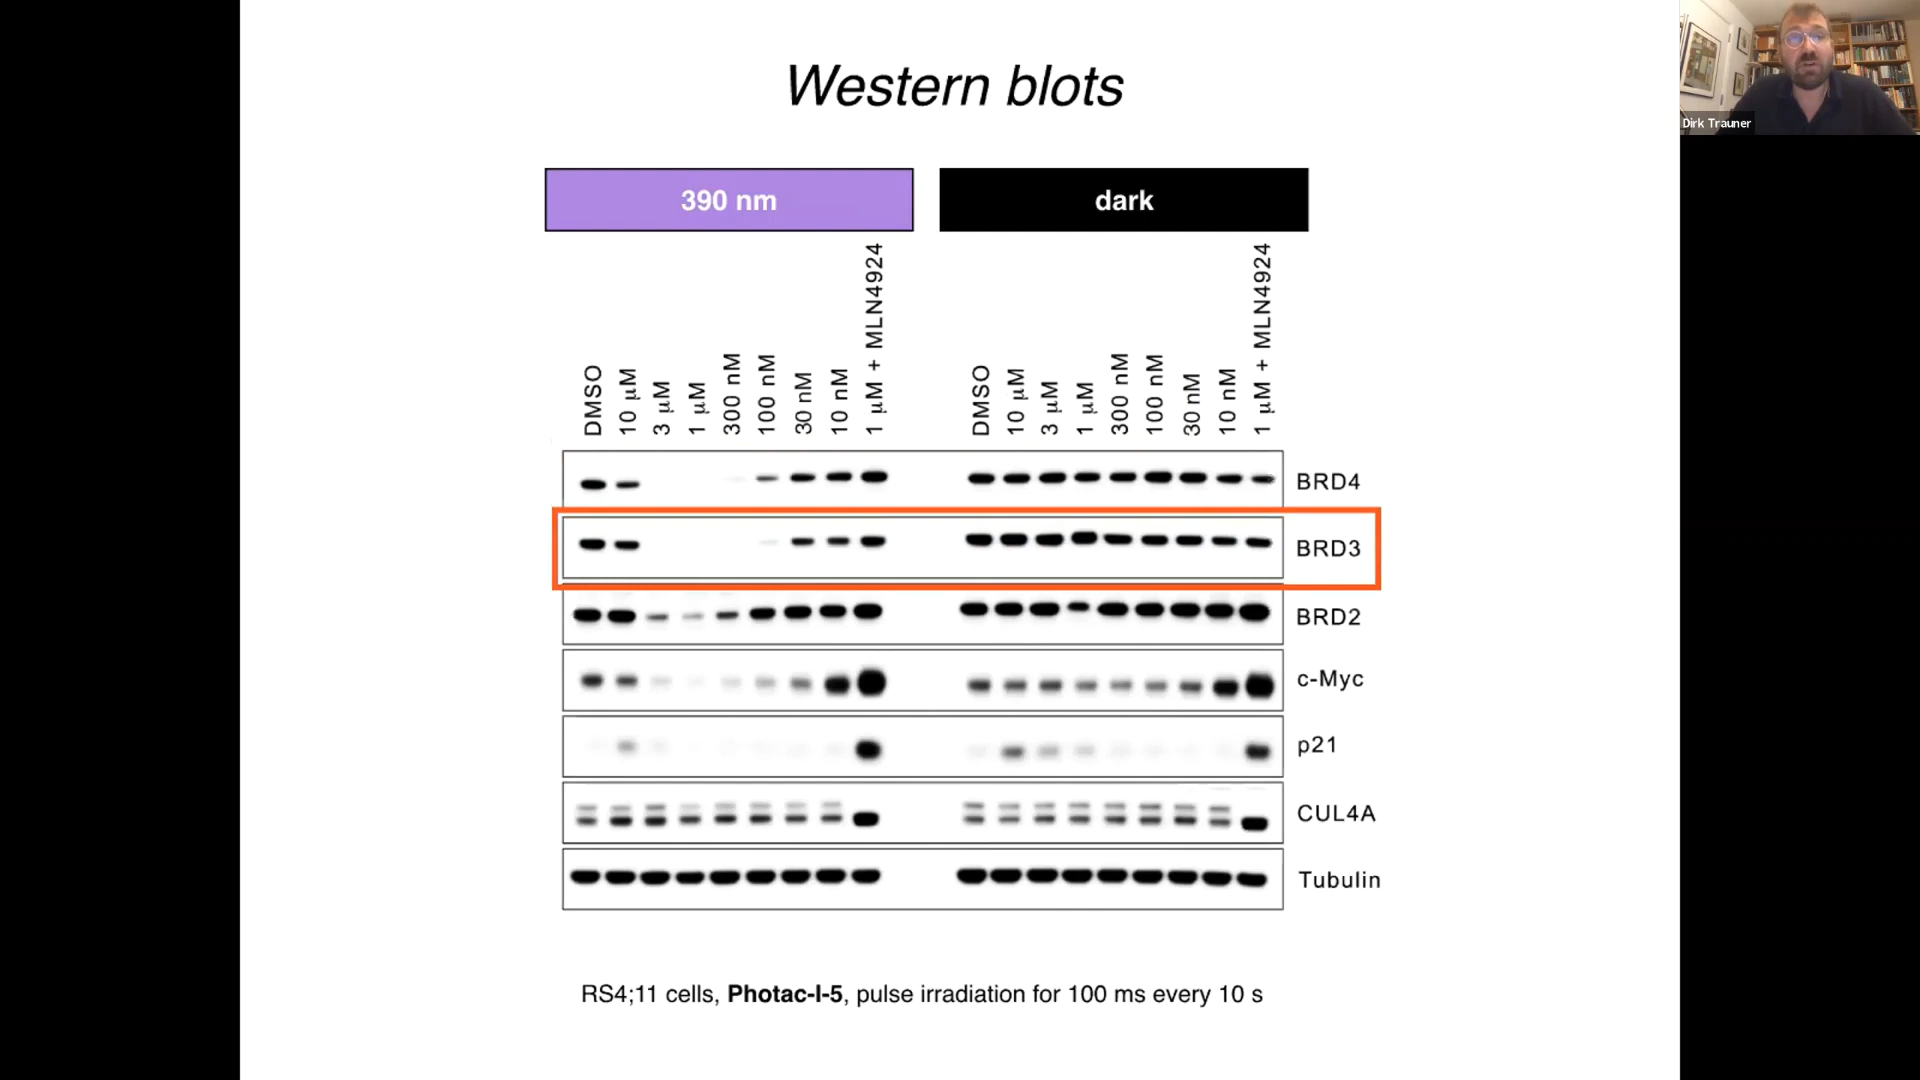 Western blots
Dirk Trauner
390 nm
dark
DMSO
10 µM
3 µM
1 µM
300 nM
100 nM
30 nM
10 nM
1 µM + MLN4924
DMSO
10 µM
3 µM
1 µM
300 nM
100 nM
30 nM
10 nM
1 µM + MLN4924
BRD4
BRD3
BRD2
c-Myc
p21
CUL4A
Tubulin
RS4;11 cells, Photac-I-5, pulse irradiation for 100 ms every 10 s